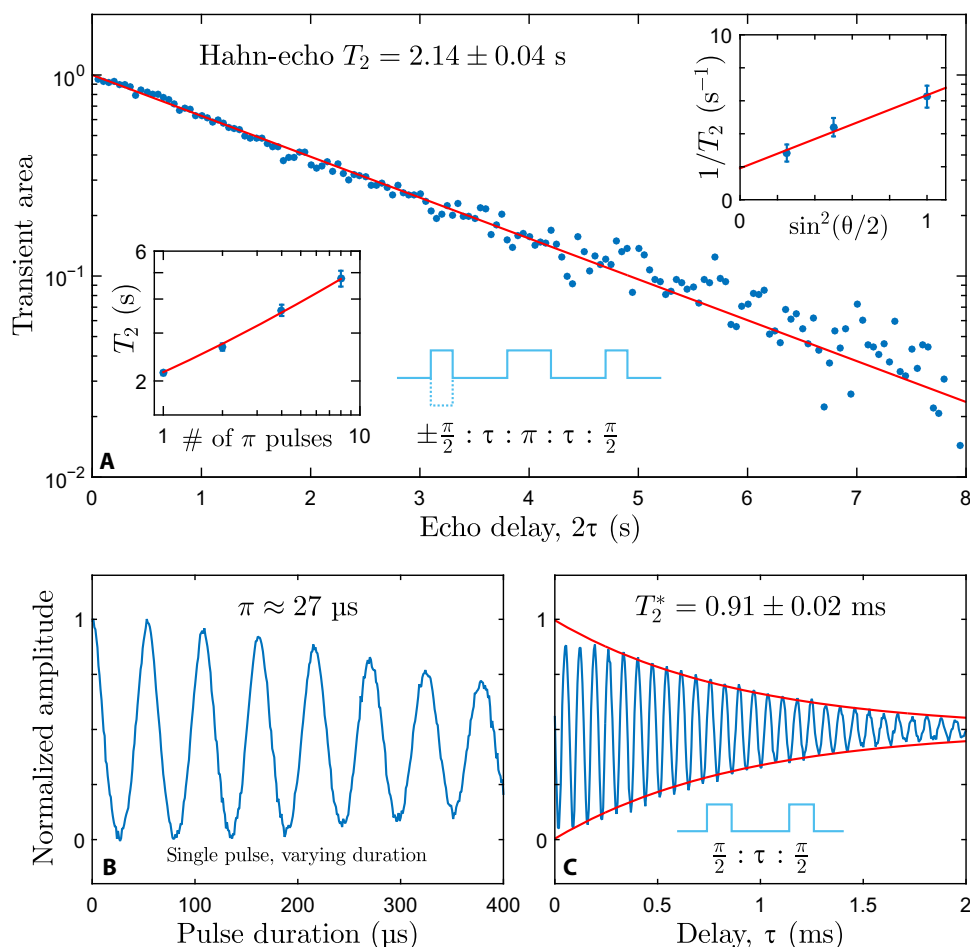 Hahn-echo T₂ = 2.14 ± 0.04 s
Transient area
10⁰
10⁻¹
10⁻²
10
5
0
1/T₂ (s⁻¹)
0
1
sin²(θ/2)
6
2
T₂ (s)
1
10
# of π pulses
±π/2 : τ : π : τ : π/2
A
0 1 2 3 4 5 6 7 8
Echo delay, 2τ (s)
π ≈ 27 µs
Normalized amplitude
1
0
Single pulse, varying duration
B
0 100 200 300 400
Pulse duration (µs)
T₂* = 0.91 ± 0.02 ms
1
0
π/2 : τ : π/2
C
0 0.5 1 1.5 2
Delay, τ (ms)